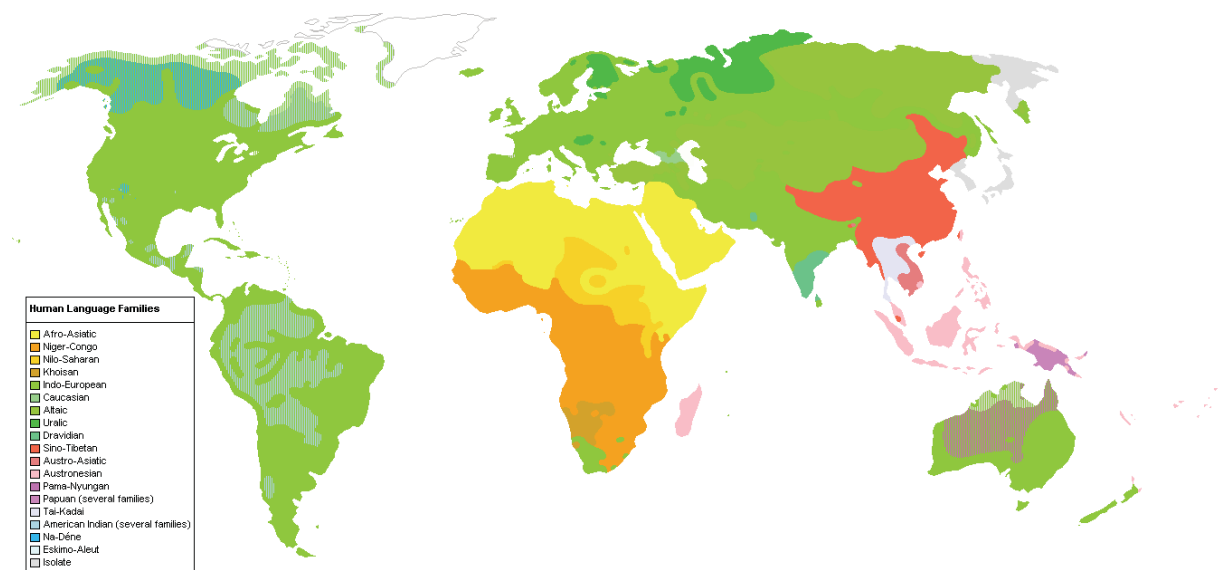 Human Language Families
Afro-Asiatic
Niger-Congo
Nilo-Saharan
Khoisan
Indo-European
Caucasian
Altaic
Uralic
Dravidian
Sino-Tibetan
Austro-Asiatic
Austronesian
Pama-Nyungan
Papuan (several families)
Tai-Kadai
American Indian (several families)
Na-Déne
Eskimo-Aleut
Isolate